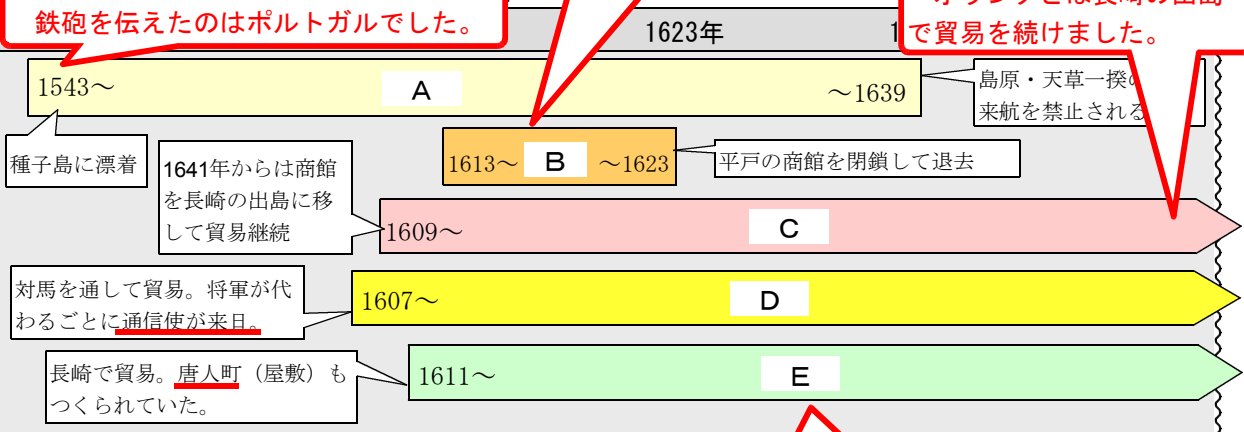 鉄砲を伝えたのはポルトガルでした。
1623年
で貿易を続けました。
1543～
A
～1639
島原・天草一揆
来航を禁止される
種子島に漂着
1613～
B
～1623
平戸の商館を閉鎖して退去
1641年からは商館
を長崎の出島に移
して貿易継続
1609～
C
対馬を通して貿易。将軍が代
わるごとに通信使が来日。
1607～
D
長崎で貿易。唐人町（屋敷）も
つくられていた。
1611～
E